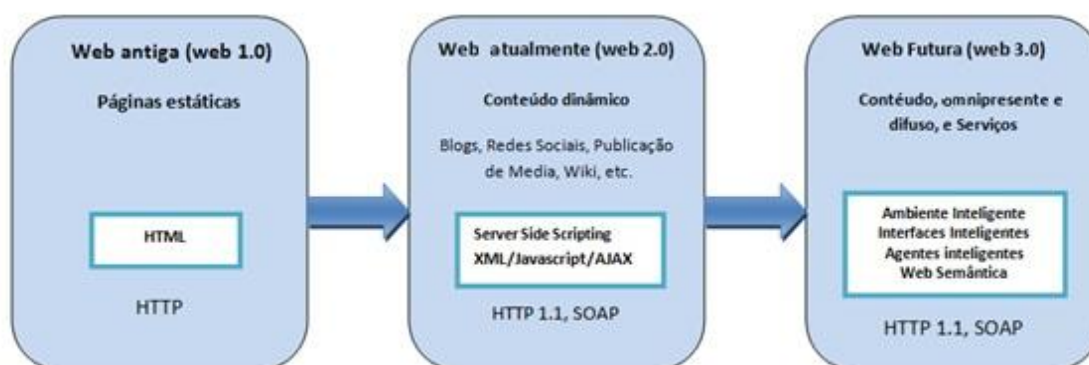 Web antiga (web 1.0)
Páginas estáticas
HTML
HTTP
Web atualmente (web 2.0)
Conteúdo dinâmico
Blogs, Redes Sociais, Publicação
de Media, Wiki, etc.
Server Side Scripting
XML/Javascript/AJAX
HTTP 1.1, SOAP
Web Futura (web 3.0)
Contéudo, omnipresente e
difuso, e Serviços
Ambiente Inteligente
Interfaces Inteligentes
Agentes inteligentes
Web Semântica
HTTP 1.1, SOAP